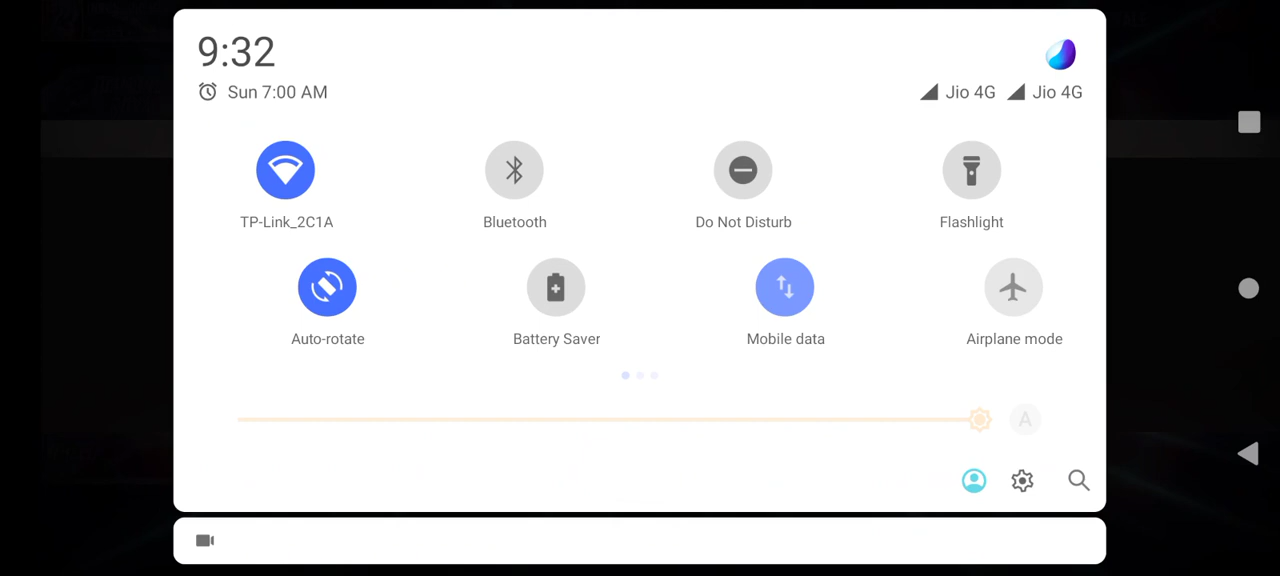 9:32
Sun 7:00 AM
Jio 4G Jio 4G
TP-Link_2C1A Bluetooth Do Not Disturb Flashlight
Auto-rotate Battery Saver Mobile data Airplane mode
A